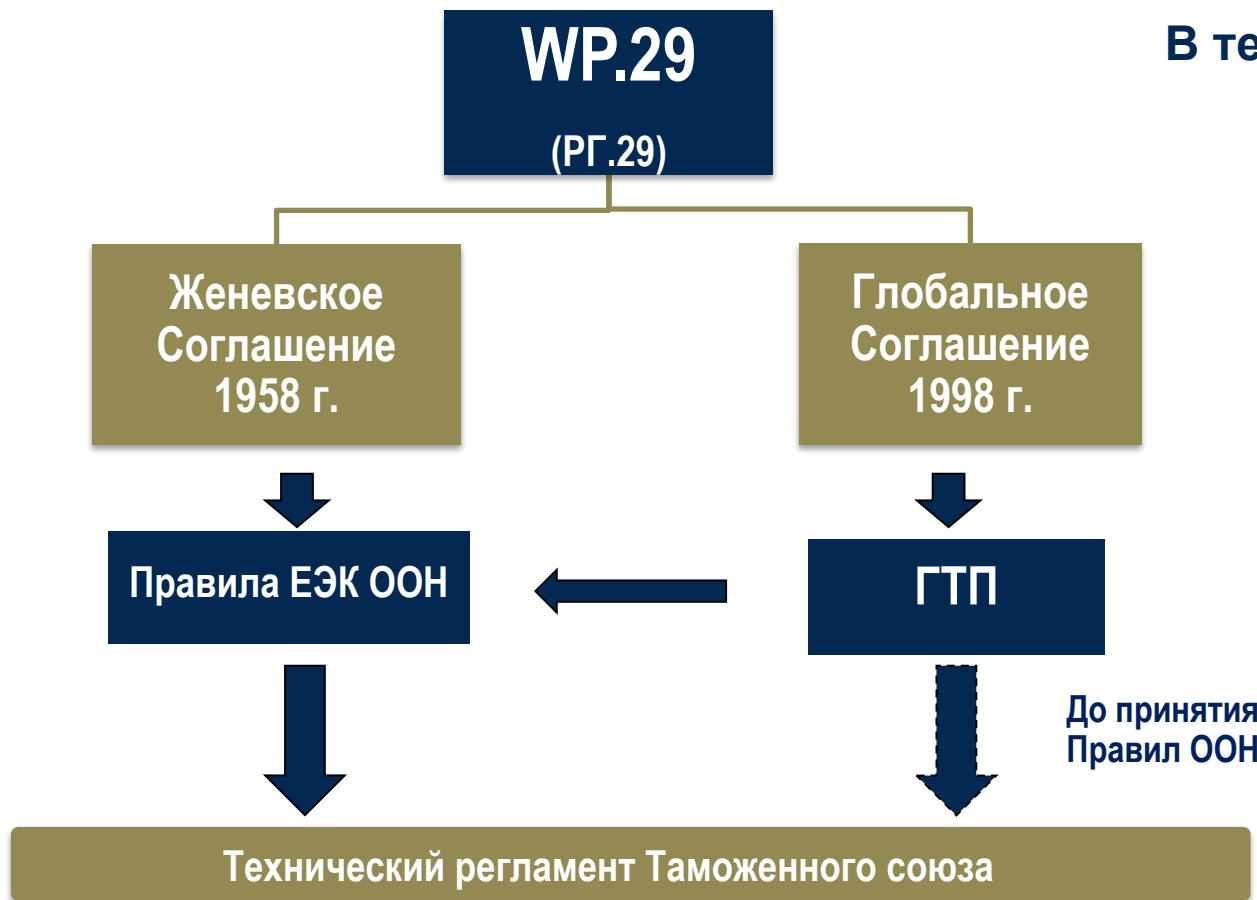 WP.29
(РГ.29)
В те
Женевское
Соглашение
1958 г.
Глобальное
Соглашение
1998 г.
Правила ЕЭК ООН
ГТП
До принятия
Правил ООН
Технический регламент Таможенного союза